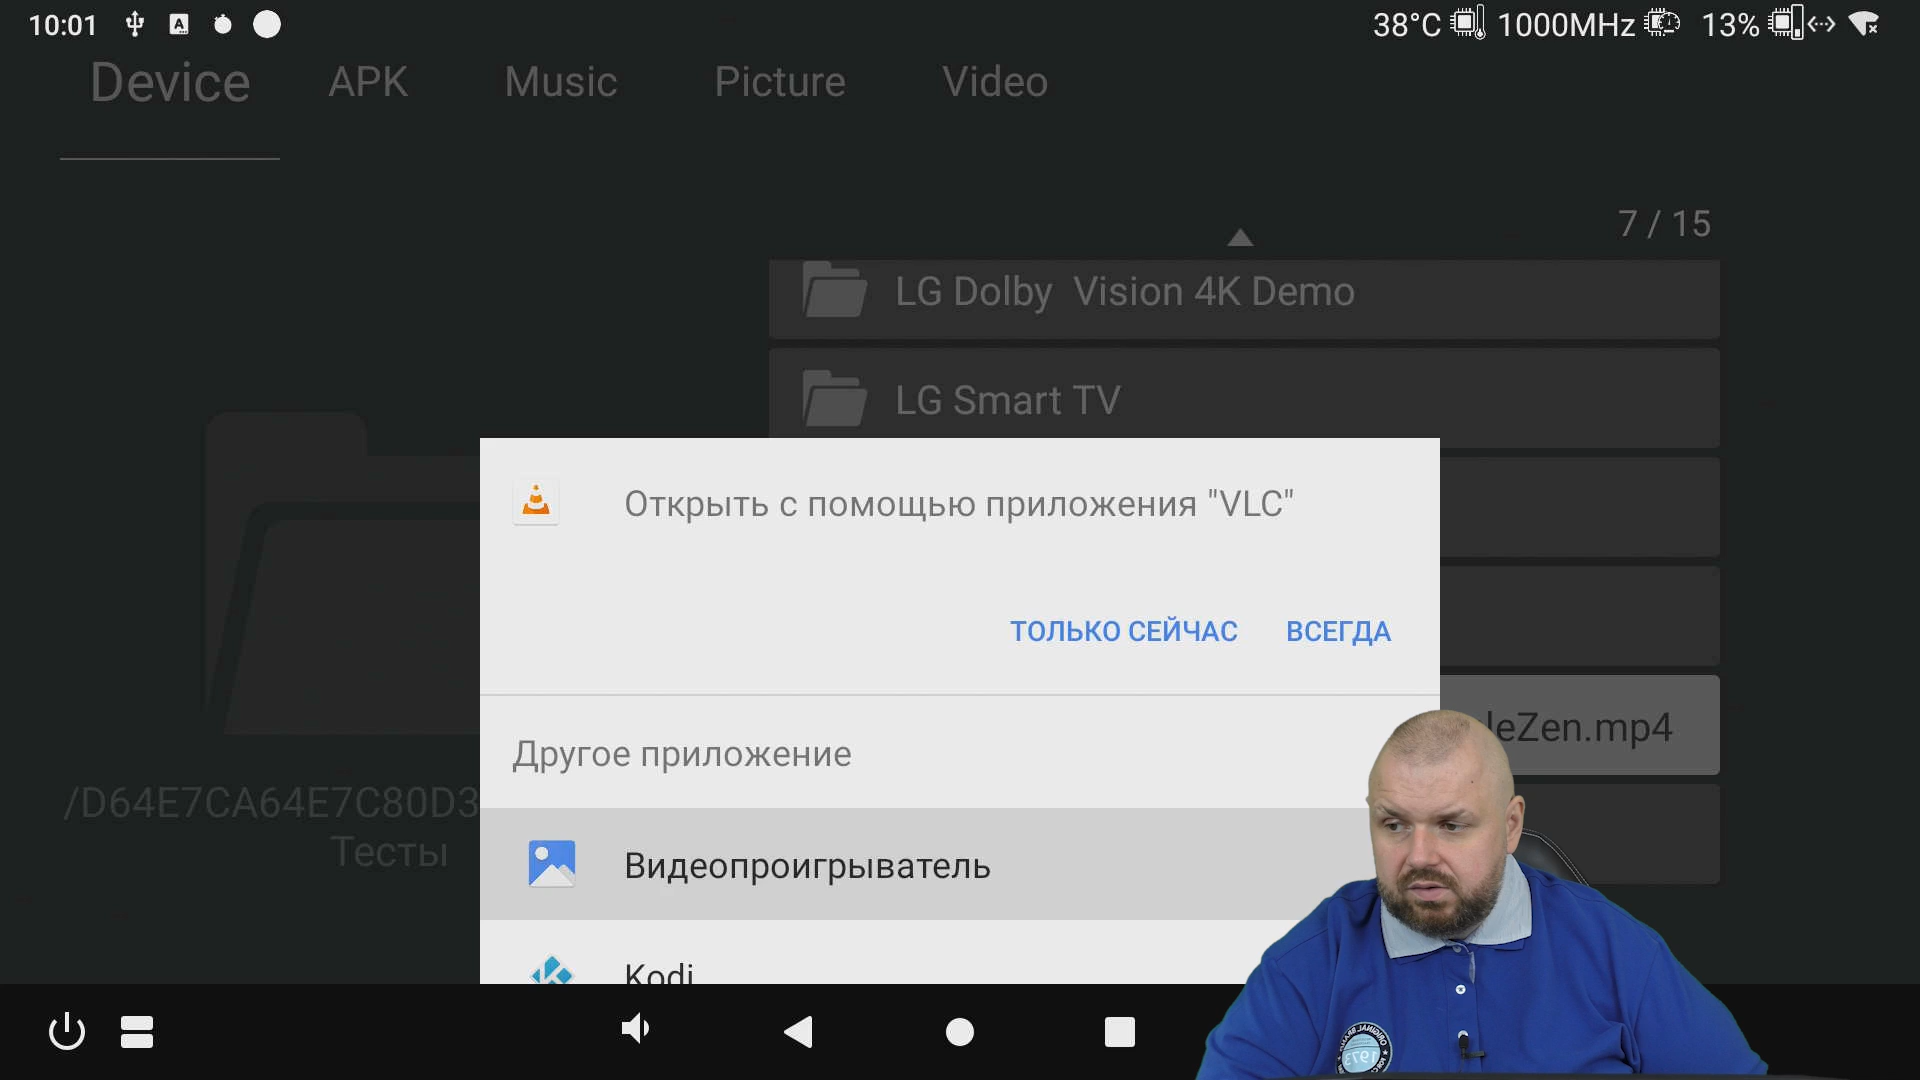 10:01
38°C 1000MHz 13%
Device APK Music Picture Video
7 / 15
LG Dolby Vision 4K Demo
LG Smart TV
Открыть с помощью приложения "VLC"
ТОЛЬКО СЕЙЧАС ВСЕГДА
leZen.mp4
Другое приложение
/D64E7CA64E7C80D3
Тесты
Видеопроигрыватель
Kodi
1973